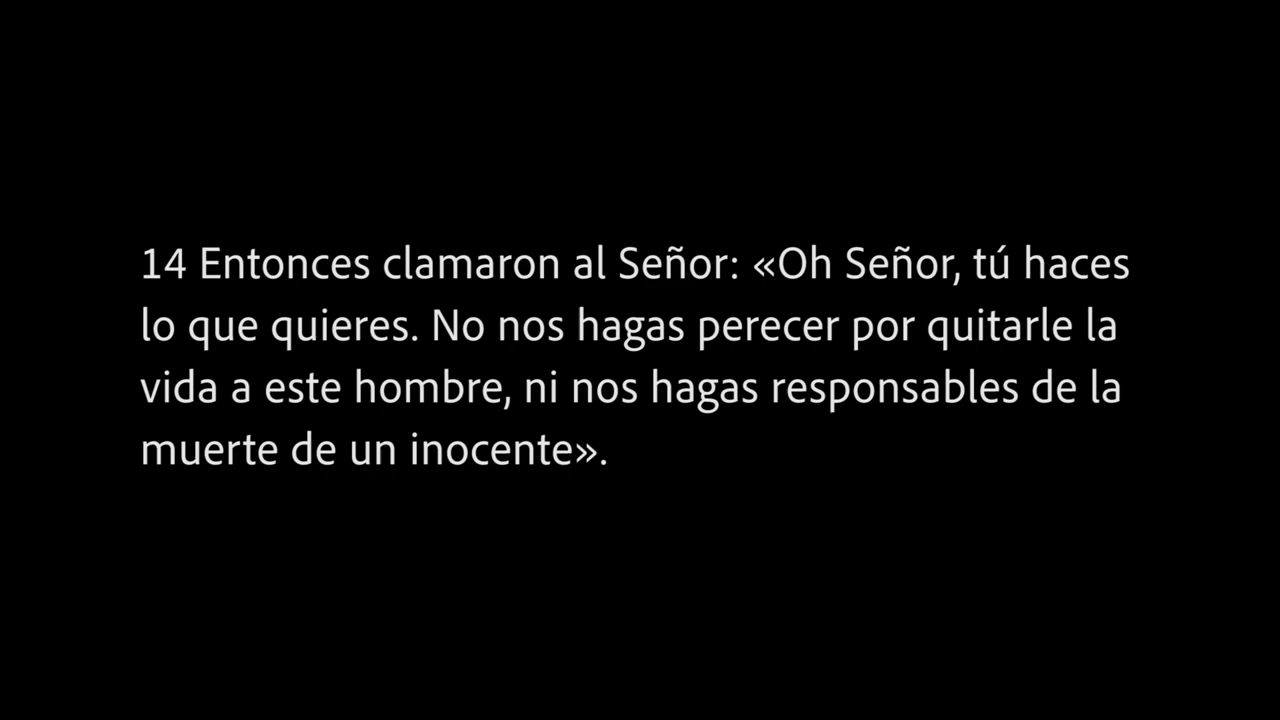 14 Entonces clamaron al Señor: «Oh Señor, tú haces
lo que quieres. No nos hagas perecer por quitarle la
vida a este hombre, ni nos hagas responsables de la
muerte de un inocente».